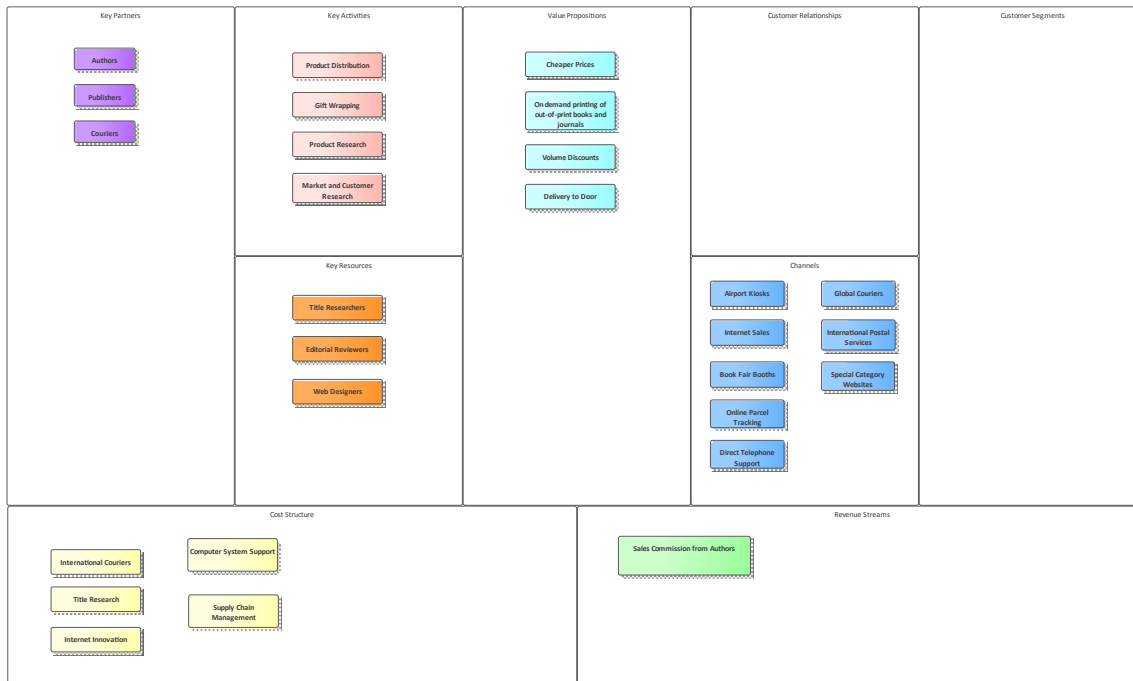 Key Partners
Authors
Publishers
Couriers
Key Activities
Product Distribution
Gift Wrapping
Product Research
Market and Customer
Research
Key Resources
Title Researchers
Editorial Reviewers
Web Designers
Value Propositions
Cheaper Prices
On demand printing of
out-of-print books and
journals
Volume Discounts
Delivery to Door
Customer Relationships
Channels
Airport Kiosks
Internet Sales
Book Fair Booths
Online Parcel
Tracking
Direct Telephone
Support
Global Couriers
International Postal
Services
Special Category
Websites
Customer Segments
Cost Structure
International Couriers
Title Research
Internet Innovation
Computer System Support
Supply Chain
Management
Revenue Streams
Sales Commission from Authors